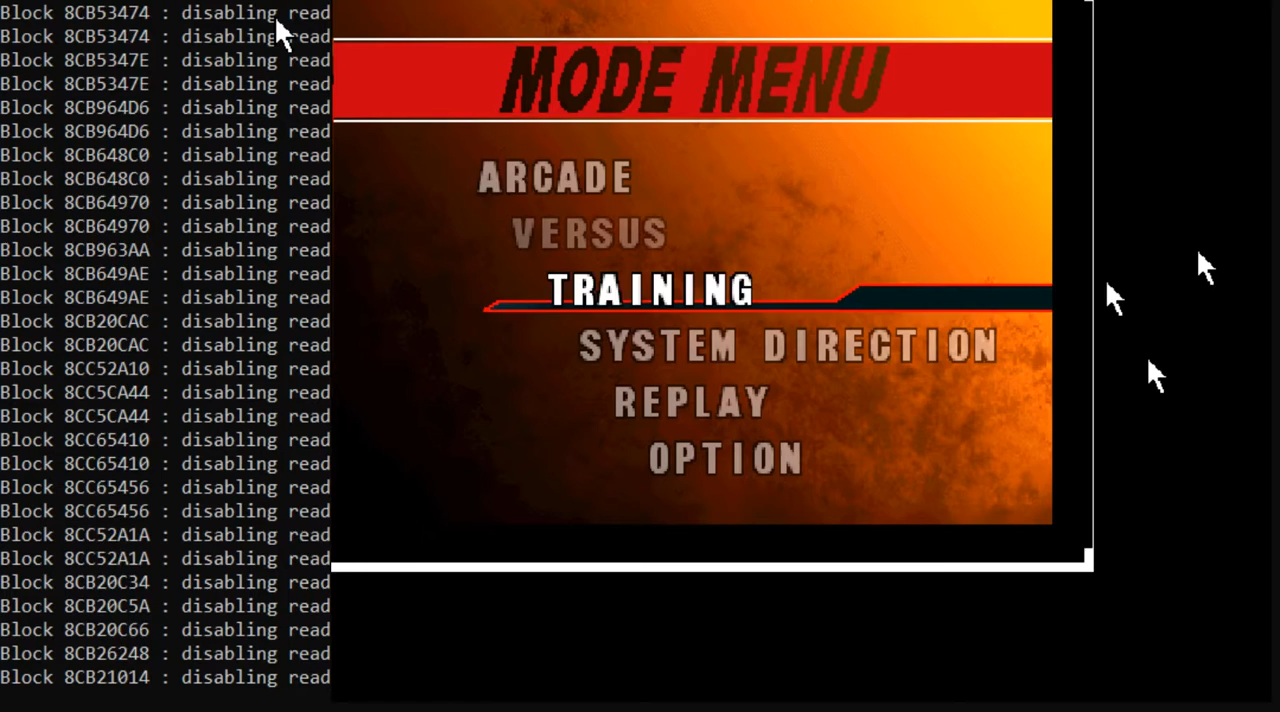 Block 8CB53474 : disabling read
Block 8CB53474 : disabling read
Block 8CB5347E : disabling read
Block 8CB5347E : disabling read
Block 8CB964D6 : disabling read
Block 8CB964D6 : disabling read
Block 8CB648C0 : disabling read
Block 8CB648C0 : disabling read
Block 8CB64970 : disabling read
Block 8CB64970 : disabling read
Block 8CB963AA : disabling read
Block 8CB649AE : disabling read
Block 8CB649AE : disabling read
Block 8CB20CAC : disabling read
Block 8CB20CAC : disabling read
Block 8CC52A10 : disabling read
Block 8CC5CA44 : disabling read
Block 8CC5CA44 : disabling read
Block 8CC65410 : disabling read
Block 8CC65410 : disabling read
Block 8CC65456 : disabling read
Block 8CC65456 : disabling read
Block 8CC52A1A : disabling read
Block 8CC52A1A : disabling read
Block 8CB20C34 : disabling read
Block 8CB20C5A : disabling read
Block 8CB20C66 : disabling read
Block 8CB26248 : disabling read
Block 8CB21014 : disabling read
MODE MENU
ARCADE
VERSUS
TRAINING
SYSTEM DIRECTION
REPLAY
OPTION